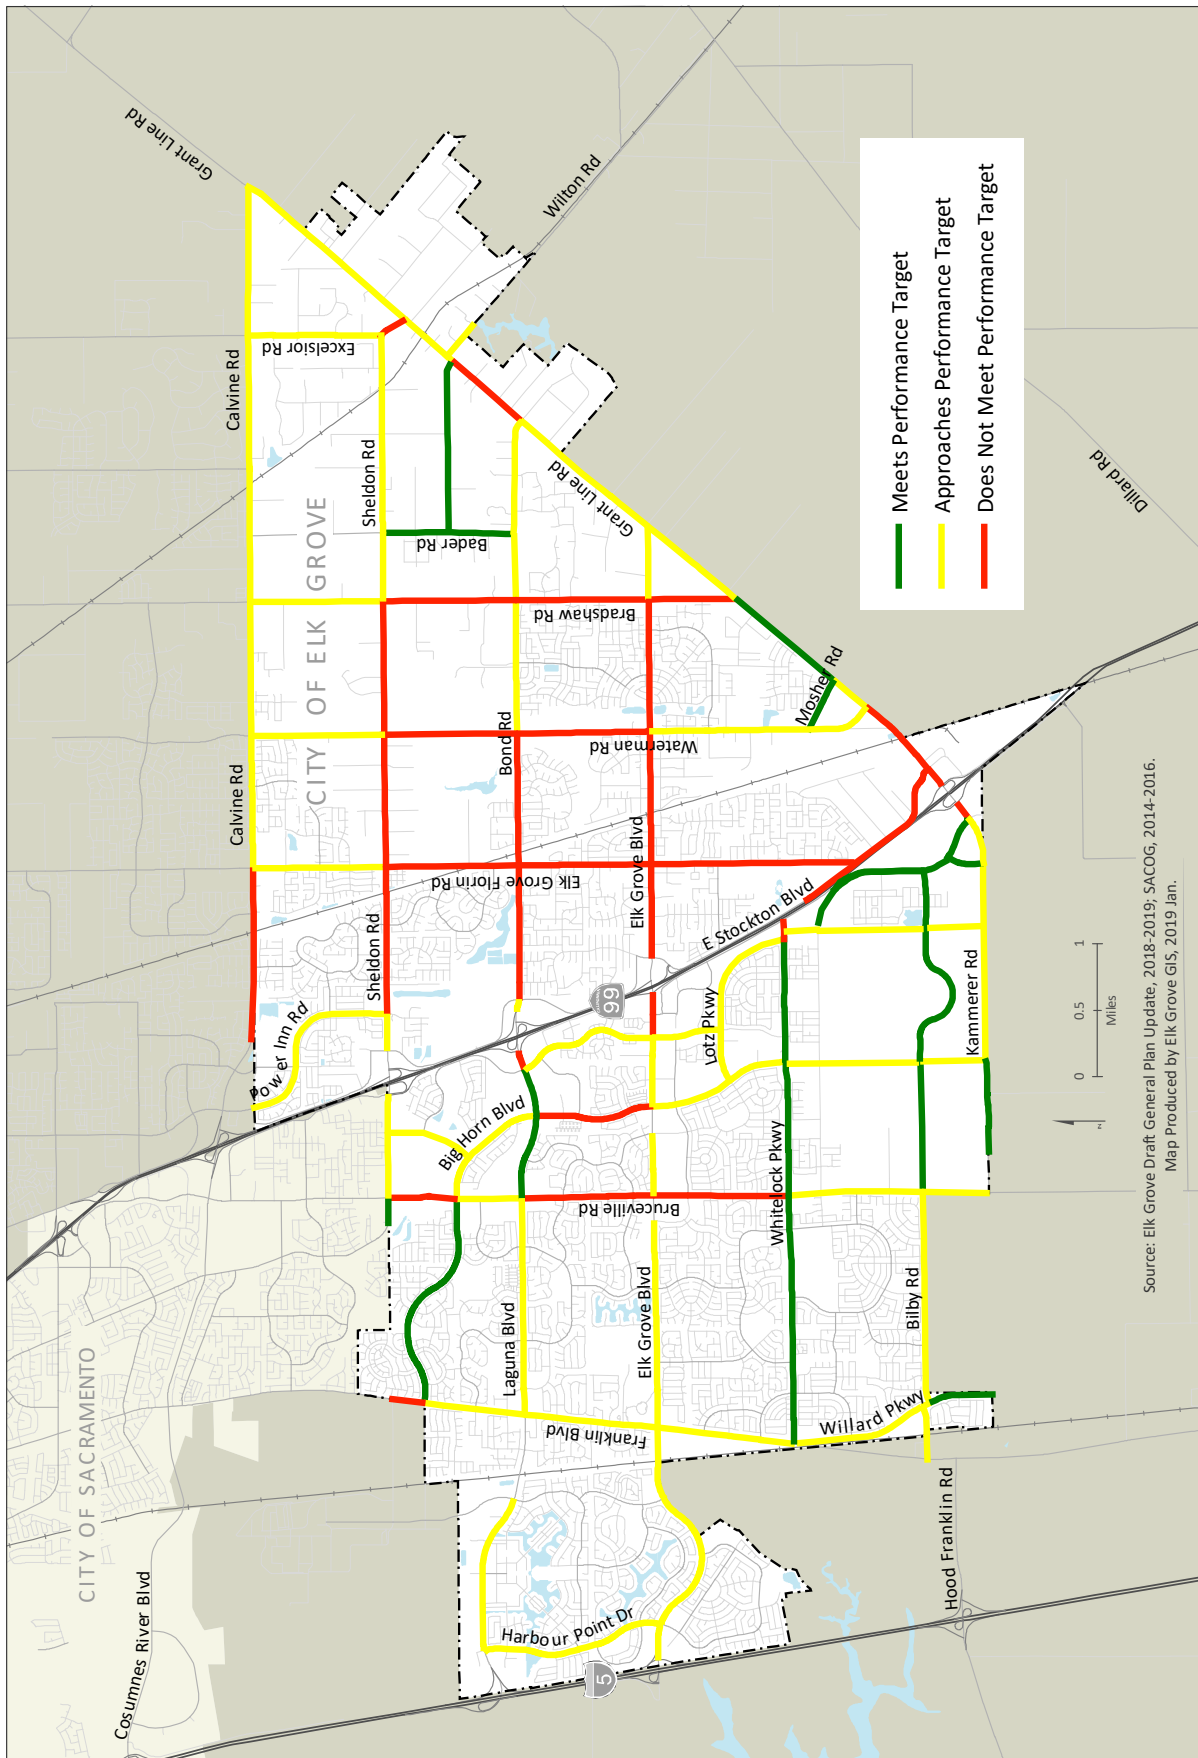 CITY OF SACRAMENTO
Cosumnes River Blvd
Grant Line Rd
Calvine Rd
Excelsior Rd
Wilton Rd
Sheldon Rd
CITY OF ELK GROVE
Bader Rd
Grant Line Rd
Bradshaw Rd
Calvine Rd
Bond Rd
Waterman Rd
Mosher Rd
Dillard Rd
Power Inn Rd
Sheldon Rd
Elk Grove Florin Rd
Elk Grove Blvd
E Stockton Blvd
99
Lotz Pkwy
Kammerer Rd
Big Horn Blvd
Bruceville Rd
Whitelock Pkwy
Laguna Blvd
Elk Grove Blvd
Bilby Rd
Franklin Blvd
Willard Pkwy
Harbour Point Dr
5
Hood Franklin Rd
Meets Performance Target
Approaches Performance Target
Does Not Meet Performance Target
0 0.5 1
Miles
N
Source: Elk Grove Draft General Plan Update, 2018-2019; SACOG, 2014-2016.
Map Produced by Elk Grove GIS, 2019 Jan.